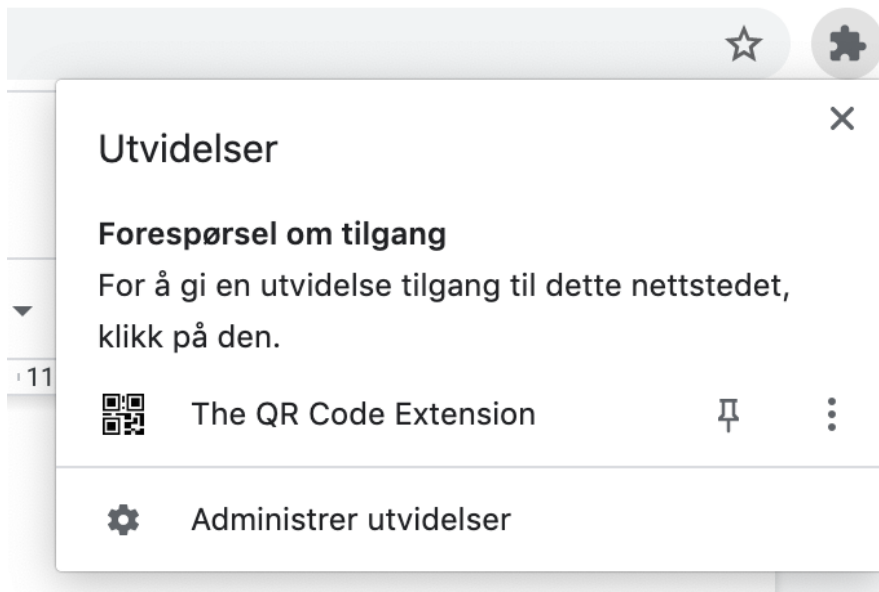 Utvidelser
Forespørsel om tilgang
For å gi en utvidelse tilgang til dette nettstedet,
klikk på den.
11
The QR Code Extension
Administrer utvidelser